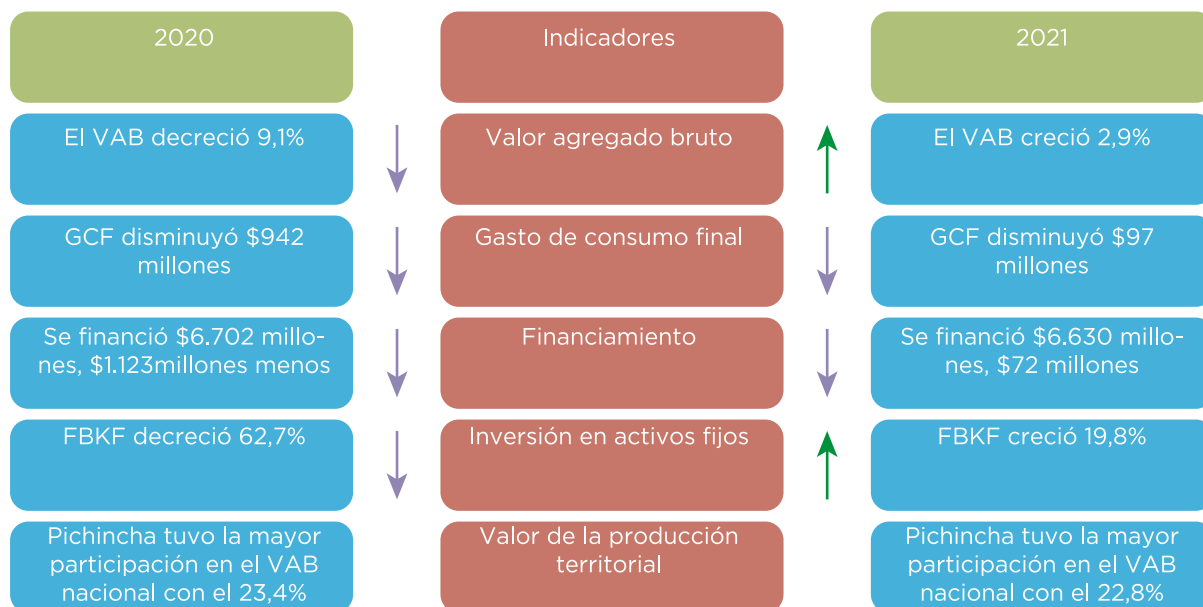 2020
Indicadores
2021
El VAB decreció 9,1%
Valor agregado bruto
El VAB creció 2,9%
GCF disminuyó $942
millones
Gasto de consumo final
GCF disminuyó $97
millones
Se financió $6.702 millo-
nes, $1.123millones menos
Financiamiento
Se financió $6.630 millo-
nes, $72 millones
FBKF decreció 62,7%
Inversión en activos fijos
FBKF creció 19,8%
Pichincha tuvo la mayor
participación en el VAB
nacional con el 23,4%
Valor de la producción
territorial
Pichincha tuvo la mayor
participación en el VAB
nacional con el 22,8%